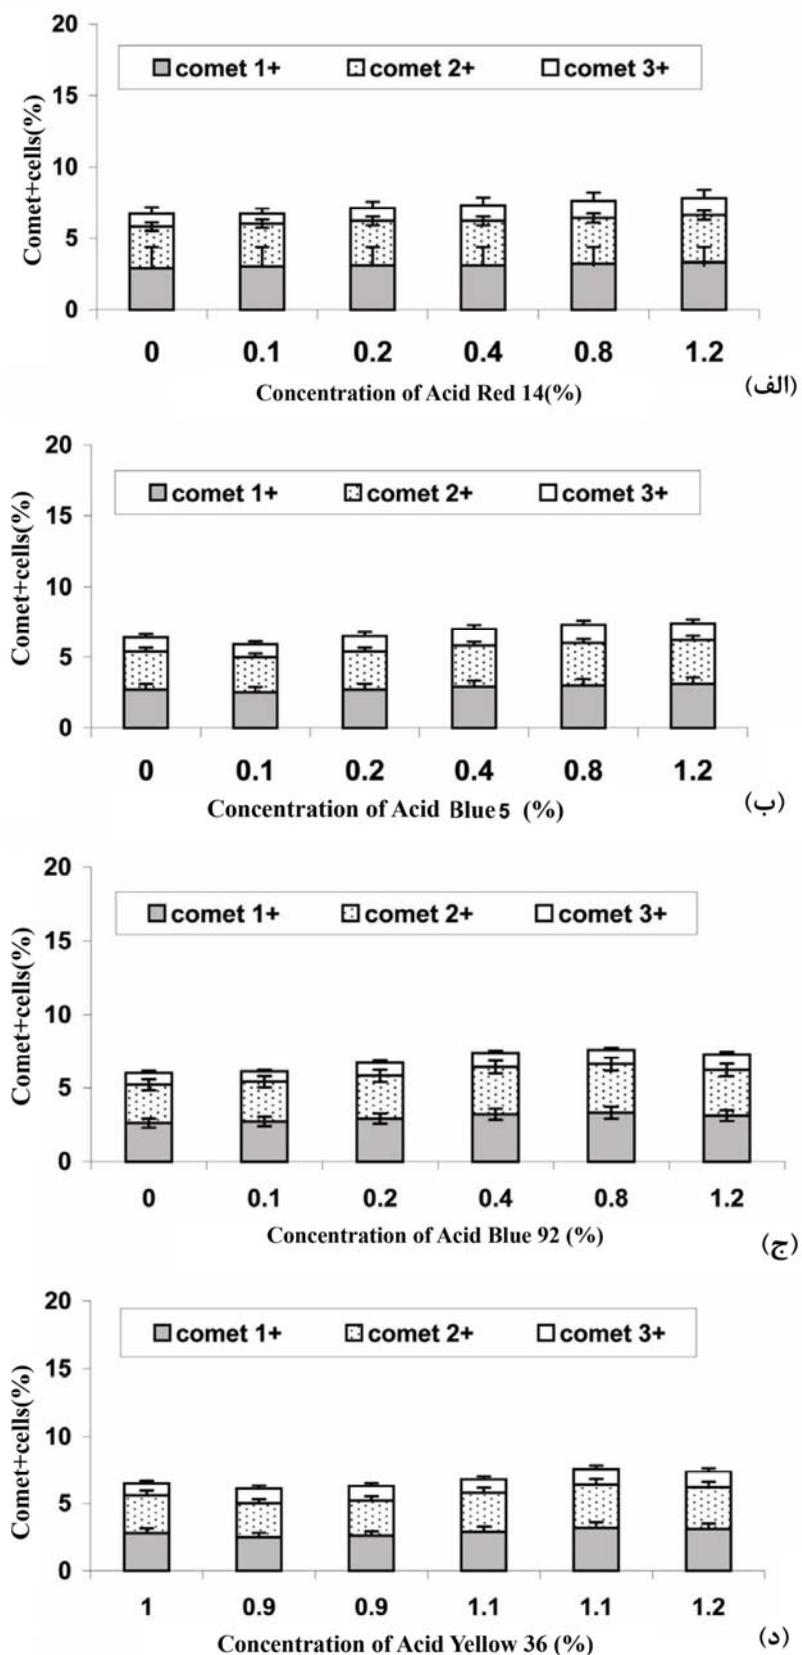 20
comet 1+ comet 2+ comet 3+
15
10
5
0
Comet+cells(%)
0 0.1 0.2 0.4 0.8 1.2
Concentration of Acid Red 14(%)
(الف)
20
comet 1+ comet 2+ comet 3+
15
10
5
0
Comet+cells(%)
0 0.1 0.2 0.4 0.8 1.2
Concentration of Acid Blue 5 (%)
(ب)
20
comet 1+ comet 2+ comet 3+
15
10
5
0
Comet+cells(%)
0 0.1 0.2 0.4 0.8 1.2
Concentration of Acid Blue 92 (%)
(ج)
20
comet 1+ comet 2+ comet 3+
15
10
5
0
Comet+cells(%)
1 0.9 0.9 1.1 1.1 1.2
Concentration of Acid Yellow 36 (%)
(د)